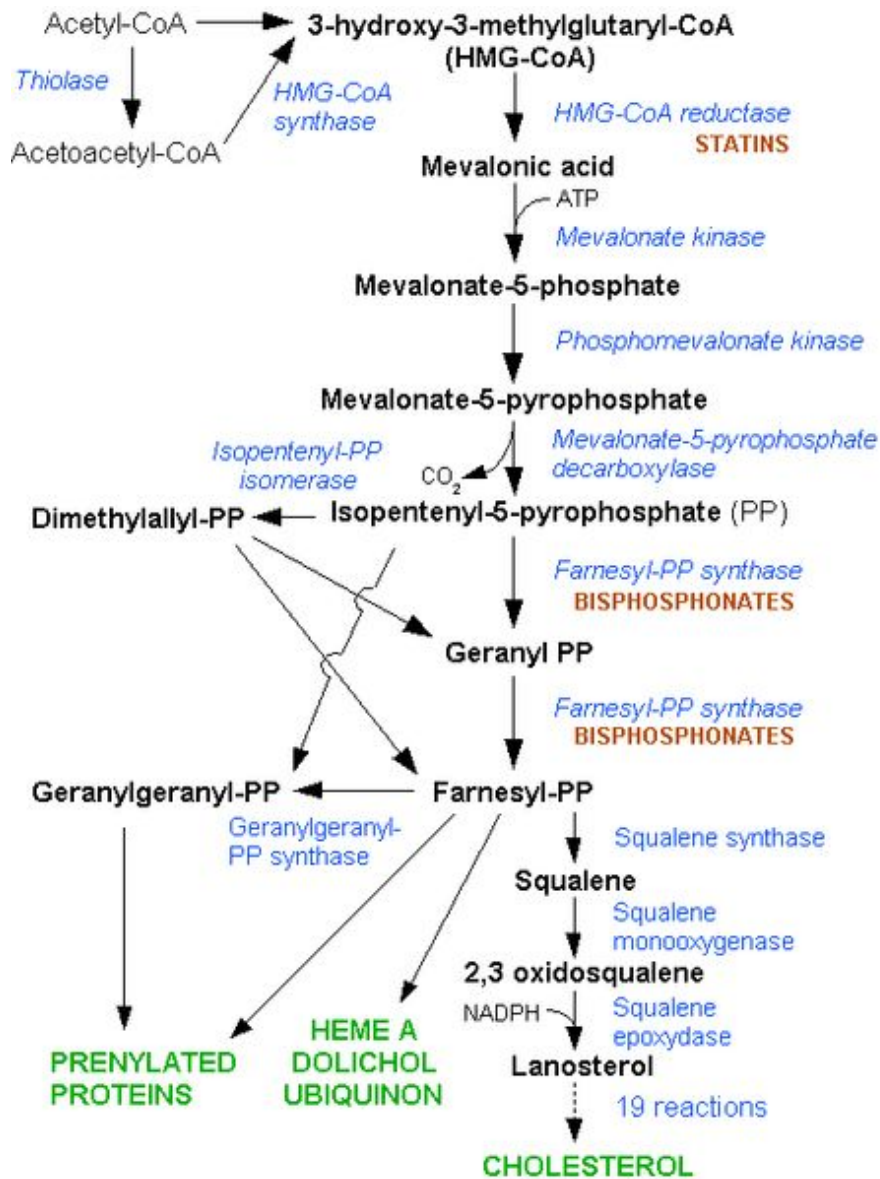 Acetyl-CoA
3-hydroxy-3-methylglutaryl-CoA
(HMG-CoA)
Thiolase
HMG-CoA
synthase
HMG-CoA reductase
STATINS
Acetoacetyl-CoA
Mevalonic acid
ATP
Mevalonate kinase
Mevalonate-5-phosphate
Phosphomevalonate kinase
Mevalonate-5-pyrophosphate
Isopentenyl-PP
isomerase
CO2
Mevalonate-5-pyrophosphate
decarboxylase
Dimethylallyl-PP
Isopentenyl-5-pyrophosphate (PP)
Farnesyl-PP synthase
BISPHOSPHONATES
Geranyl PP
Farnesyl-PP synthase
BISPHOSPHONATES
Geranylgeranyl-PP
Farnesyl-PP
Geranylgeranyl-
PP synthase
Squalene synthase
Squalene
Squalene
monooxygenase
2,3 oxidosqualene
NADPH
Squalene
epoxydase
Lanosterol
PRENYLATED
PROTEINS
HEME A
DOLICHOL
UBIQUINON
19 reactions
CHOLESTEROL